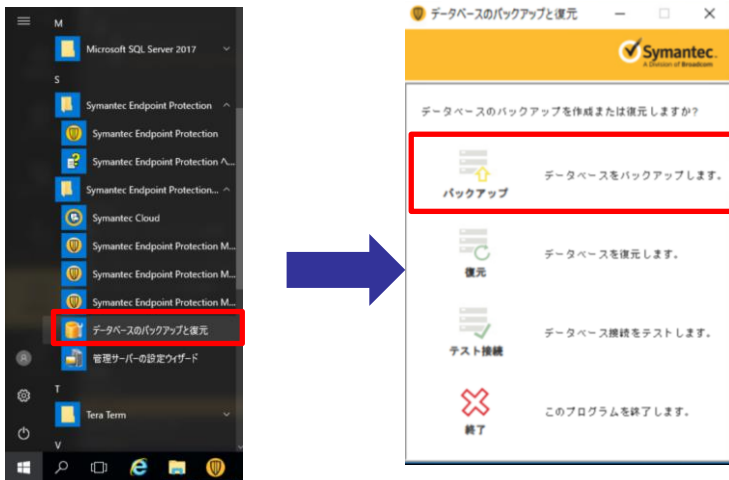 M
Microsoft SQL Server 2017
S
Symantec Endpoint Protection
Symantec Endpoint Protection
Symantec Endpoint Protection ヘ...
Symantec Endpoint Protection...
Symantec Cloud
Symantec Endpoint Protection M...
Symantec Endpoint Protection M...
Symantec Endpoint Protection M...
データベースのバックアップと復元
管理サーバーの設定ウィザード
T
Tera Term
V
データベースのバックアップと復元
Symantec.
A Division of Broadcom
データベースのバックアップを作成または復元しますか?
バックアップ
データベースをバックアップします。
復元
データベースを復元します。
テスト接続
データベース接続をテストします。
終了
このプログラムを終了します。